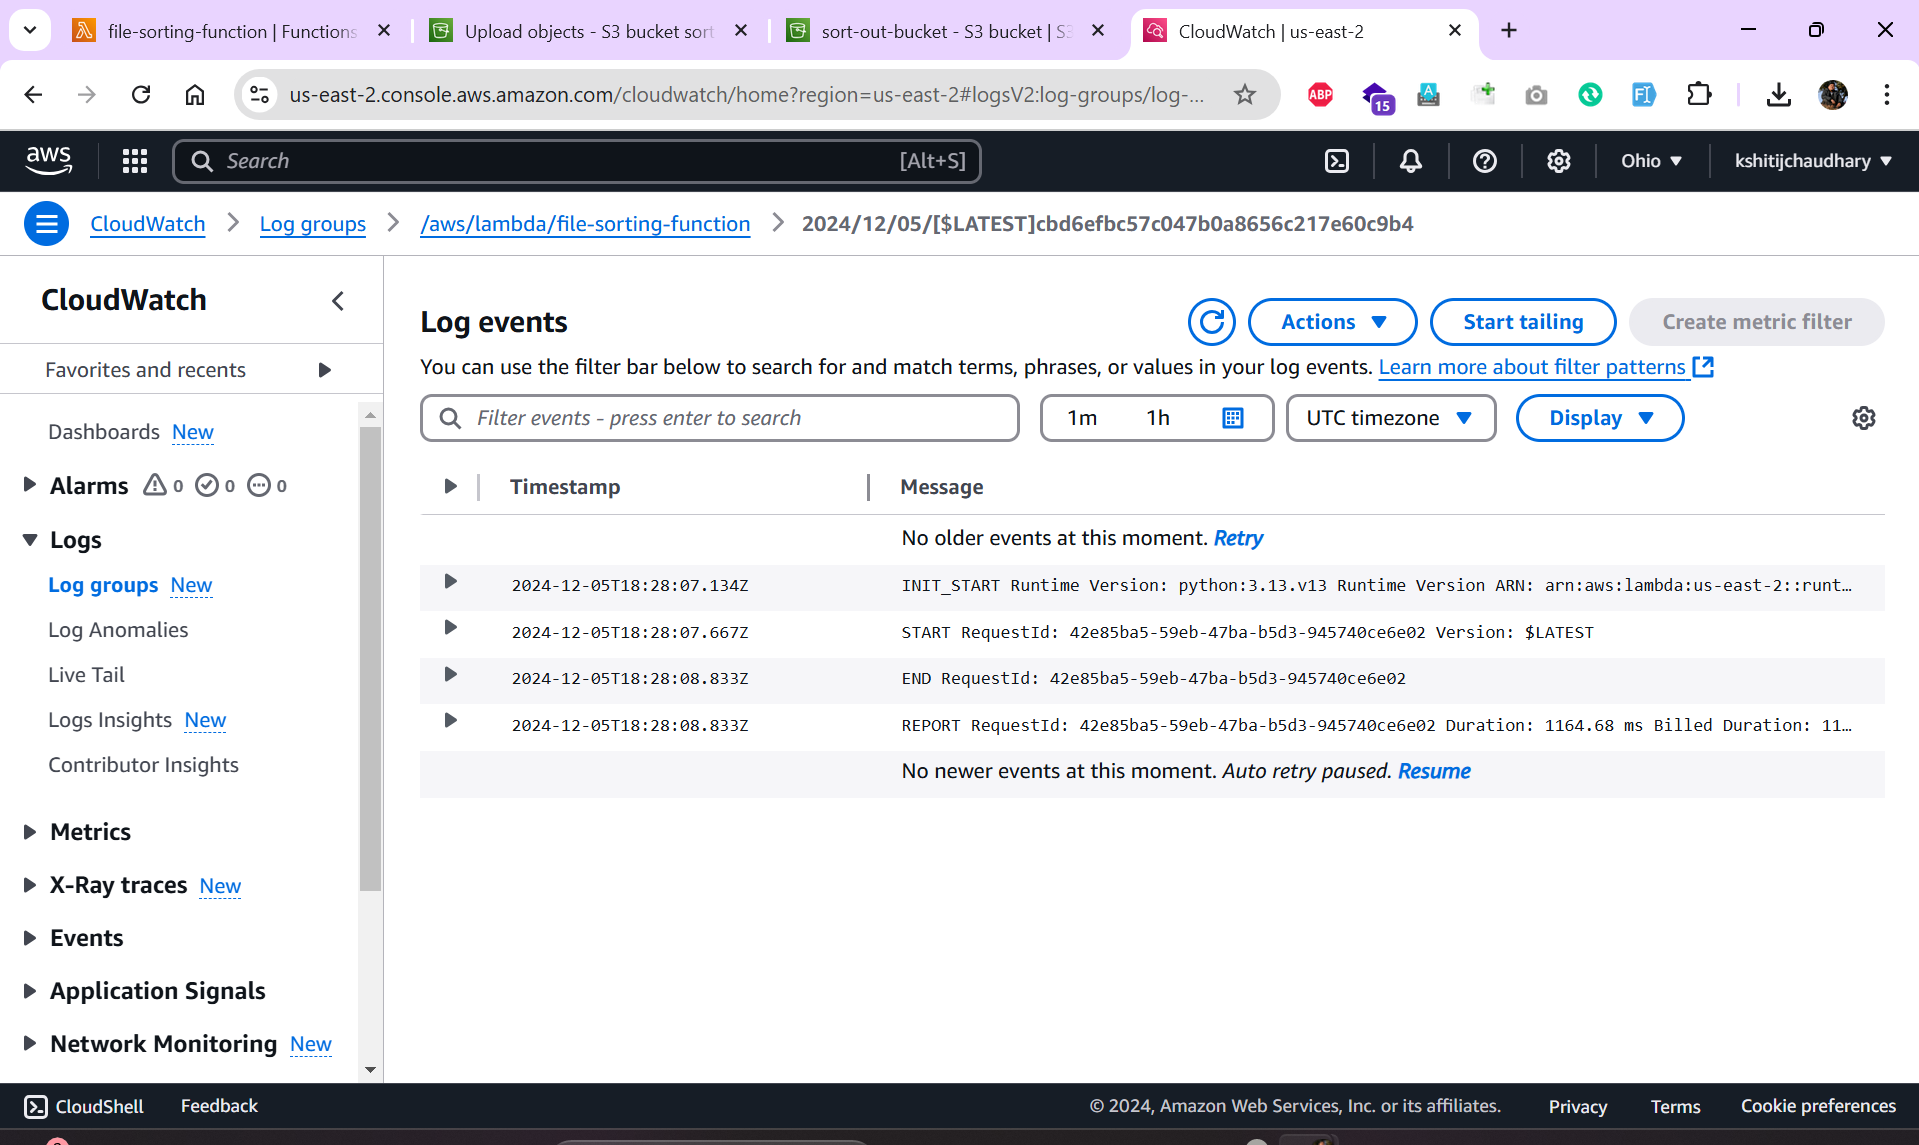 file-sorting-function | Functions
Upload objects - S3 bucket sort
sort-out-bucket - S3 bucket | S3
CloudWatch | us-east-2
us-east-2.console.aws.amazon.com/cloudwatch/home?region=us-east-2#logsV2:log-groups/log-...
ABP
15
A
aws
Search
[Alt+S]
Ohio
kshitijchaudhary
CloudWatch
Log groups
/aws/lambda/file-sorting-function
2024/12/05/[$LATEST]cbd6efbc57c047b0a8656c217e60c9b4
CloudWatch
Favorites and recents
Dashboards New
Alarms 0 0 0
Logs
Log groups New
Log Anomalies
Live Tail
Logs Insights New
Contributor Insights
Metrics
X-Ray traces New
Events
Application Signals
Network Monitoring New
Log events
Actions
Start tailing
Create metric filter
You can use the filter bar below to search for and match terms, phrases, or values in your log events. Learn more about filter patterns
Filter events - press enter to search
1m 1h
UTC timezone
Display
Timestamp Message
No older events at this moment. Retry
2024-12-05T18:28:07.134Z INIT_START Runtime Version: python:3.13.v13 Runtime Version ARN: arn:aws:lambda:us-east-2::runt…
2024-12-05T18:28:07.667Z START RequestId: 42e85ba5-59eb-47ba-b5d3-945740ce6e02 Version: $LATEST
2024-12-05T18:28:08.833Z END RequestId: 42e85ba5-59eb-47ba-b5d3-945740ce6e02
2024-12-05T18:28:08.833Z REPORT RequestId: 42e85ba5-59eb-47ba-b5d3-945740ce6e02 Duration: 1164.68 ms Billed Duration: 11…
No newer events at this moment. Auto retry paused. Resume
CloudShell
Feedback
© 2024, Amazon Web Services, Inc. or its affiliates.
Privacy
Terms
Cookie preferences